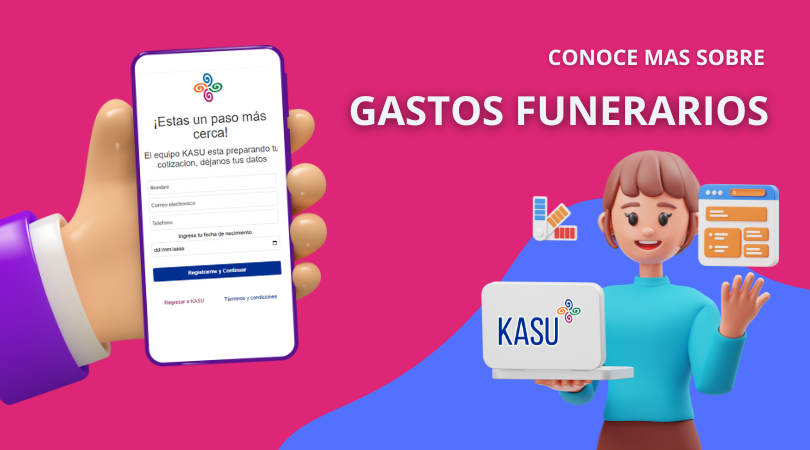 CONOCE MAS SOBRE
GASTOS FUNERARIOS
¡Estas un paso más
cerca!
El equipo KASU esta preparando tu
cotizacion, déjanos tus datos
Nombre
Correo electronico
Telefono
Ingresa tu fecha de nacimiento
dd/mm/aaaa
Registrarme y Continuar
Regresar a KASU Términos y condiciones
KASU